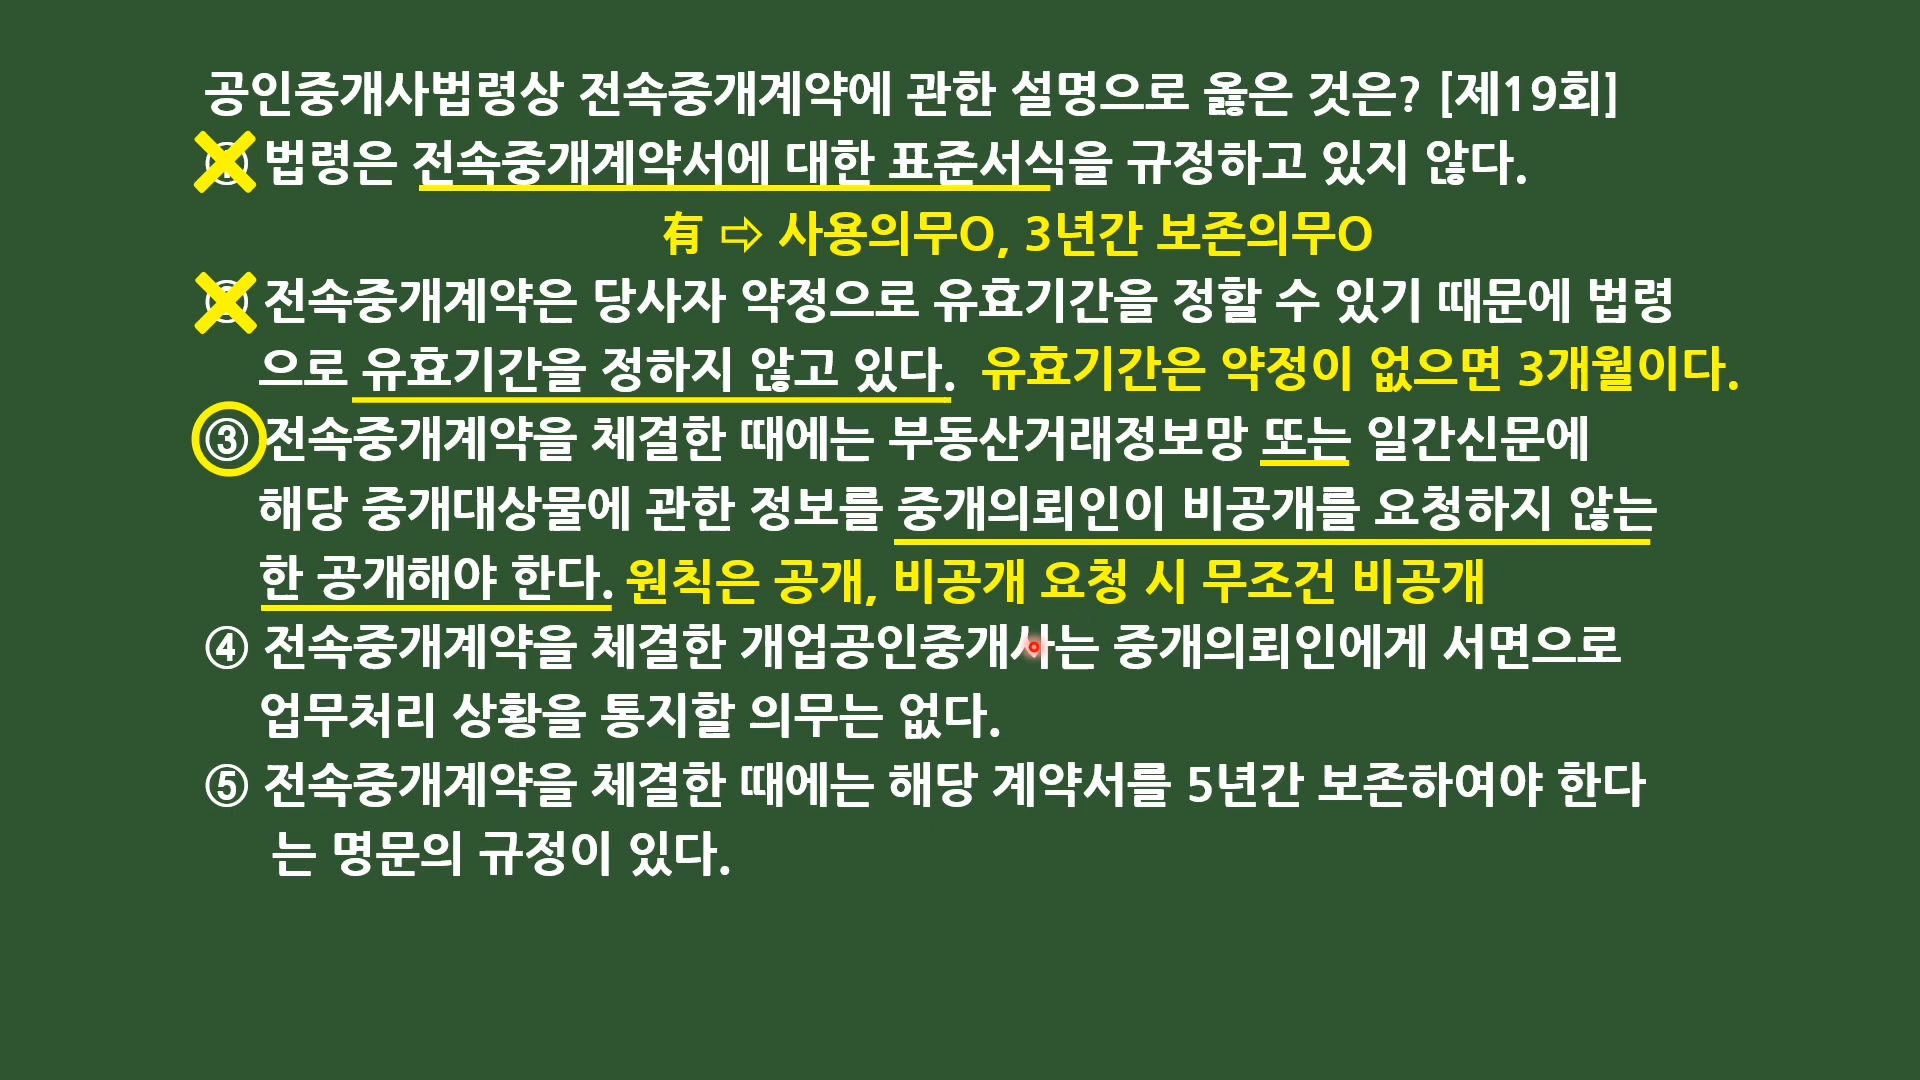 공인중개사법령상 전속중개계약에 관한 설명으로 옳은 것은? [제19회]
① 법령은 전속중개계약서에 대한 표준서식을 규정하고 있지 않다.
有 ⇨ 사용의무O, 3년간 보존의무O
② 전속중개계약은 당사자 약정으로 유효기간을 정할 수 있기 때문에 법령
으로 유효기간을 정하지 않고 있다. 유효기간은 약정이 없으면 3개월이다.
③ 전속중개계약을 체결한 때에는 부동산거래정보망 또는 일간신문에
해당 중개대상물에 관한 정보를 중개의뢰인이 비공개를 요청하지 않는
한 공개해야 한다. 원칙은 공개, 비공개 요청 시 무조건 비공개
④ 전속중개계약을 체결한 개업공인중개사는 중개의뢰인에게 서면으로
업무처리 상황을 통지할 의무는 없다.
⑤ 전속중개계약을 체결한 때에는 해당 계약서를 5년간 보존하여야 한다
는 명문의 규정이 있다.